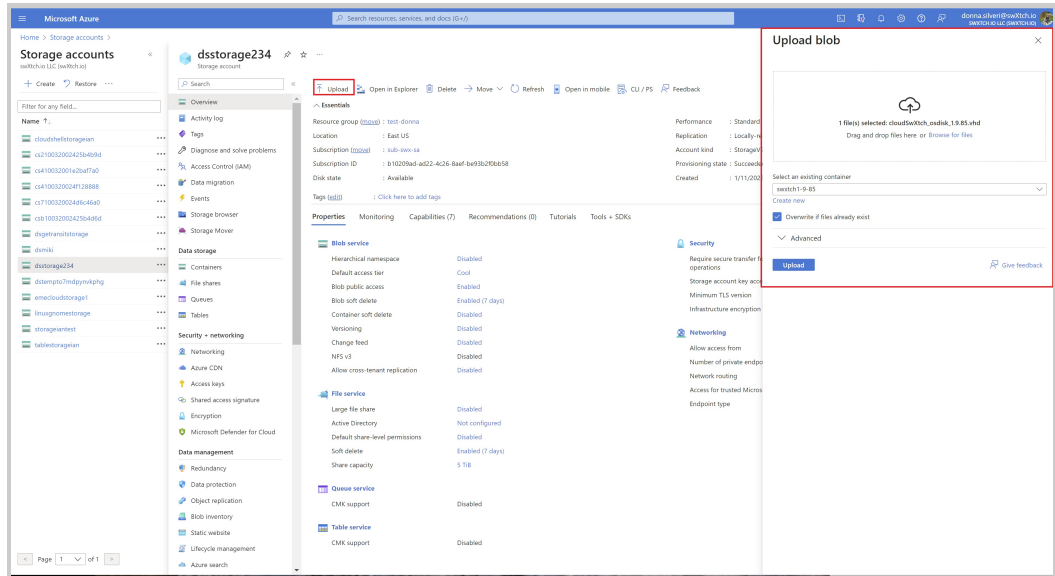 Microsoft Azure
Search resources, services, and docs (G+/)
donna.silveri@swXtch.io
SWXTCH.IO LLC (SWXTCH.IO)
Home > Storage accounts >
Storage accounts
swXtch.io LLC (swXtch.io)
+ Create Restore ...
Filter for any field...
Name ↑
cloudshellstorageian ...
cs210032002425b4b9d ...
cs410032001e2baf7a0 ...
cs4100320024f128888 ...
cs7100320024d6c46a0 ...
csb100320002425b4d6d ...
dsgetransitstorage ...
dsmiki ...
dsstorage234 ...
dstempto7mdpynvkphg ...
emecloudstorage1 ...
linuxgnomestorage ...
storageiantest ...
tablestorageian ...
< Page 1 of 1 >
dsstorage234 ...
Storage account
Search
Overview
Activity log
Tags
Diagnose and solve problems
Access Control (IAM)
Data migration
Events
Storage browser
Storage Mover
Data storage
Containers
File shares
Queues
Tables
Security + networking
Networking
Azure CDN
Access keys
Shared access signature
Encryption
Microsoft Defender for Cloud
Data management
Redundancy
Data protection
Object replication
Blob inventory
Static website
Lifecycle management
Azure search
Upload Open in Explorer Delete Move Refresh Open in mobile CLI / PS Feedback
Essentials
Resource group (move) : test-donna
Location : East US
Subscription (move) : sub-swx-sa
Subscription ID : b10209ad-ad22-4c26-8aef-be93b2f0bb58
Disk state : Available
Tags (edit) : Click here to add tags
Performance : Standard
Replication : Locally-re
Account kind : StorageV
Provisioning state : Succeede
Created : 1/11/202
Properties Monitoring Capabilities (7) Recommendations (0) Tutorials Tools + SDKs
Blob service
Hierarchical namespace Disabled
Default access tier Cool
Blob public access Enabled
Blob soft delete Enabled (7 days)
Container soft delete Disabled
Versioning Disabled
Change feed Disabled
NFS v3 Disabled
Allow cross-tenant replication Disabled
File service
Large file share Disabled
Active Directory Not configured
Default share-level permissions Disabled
Soft delete Enabled (7 days)
Share capacity 5 TiB
Queue service
CMK support Disabled
Table service
CMK support Disabled
Security
Require secure transfer f
operations
Storage account key acc
Minimum TLS version
Infrastructure encryption
Networking
Allow access from
Number of private endpo
Network routing
Access for trusted Micros
Endpoint type
Upload blob
1 file(s) selected: cloudSwXtch_osdisk_1.9.85.vhd
Drag and drop files here or Browse for files
Select an existing container
swxtch1-9-85
Create new
Overwrite if files already exist
Advanced
Upload
Give feedback